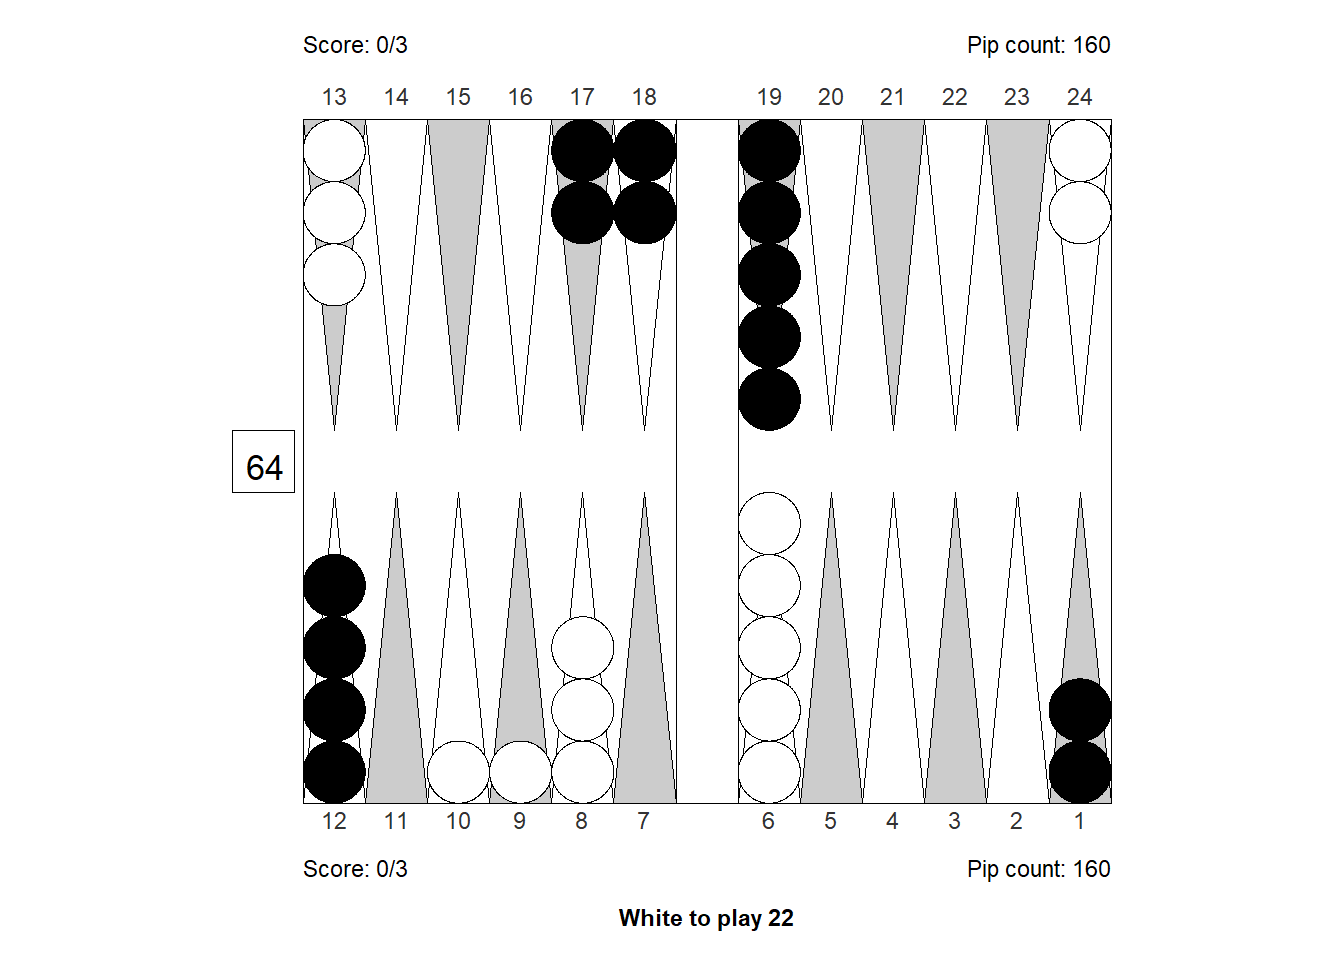 Score: 0/3 Pip count: 160
13 14 15 16 17 18 19 20 21 22 23 24
64
12 11 10 9 8 7 6 5 4 3 2 1
Score: 0/3 Pip count: 160
White to play 22